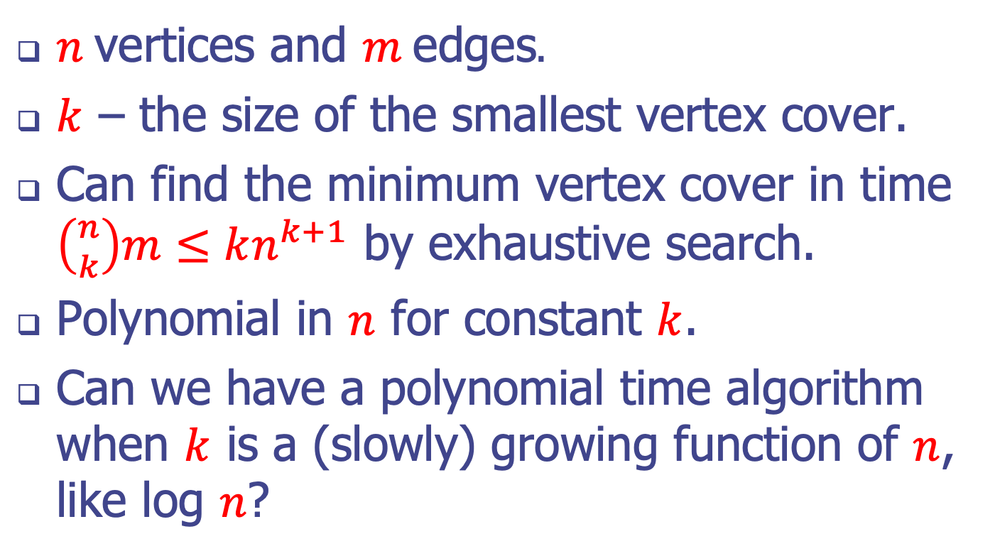 ❑ n vertices and m edges.
❑ k – the size of the smallest vertex cover.
❑ Can find the minimum vertex cover in time
$\binom{n}{k}m \leq kn^{k+1}$ by exhaustive search.
❑ Polynomial in n for constant k.
❑ Can we have a polynomial time algorithm
when k is a (slowly) growing function of n,
like log n?